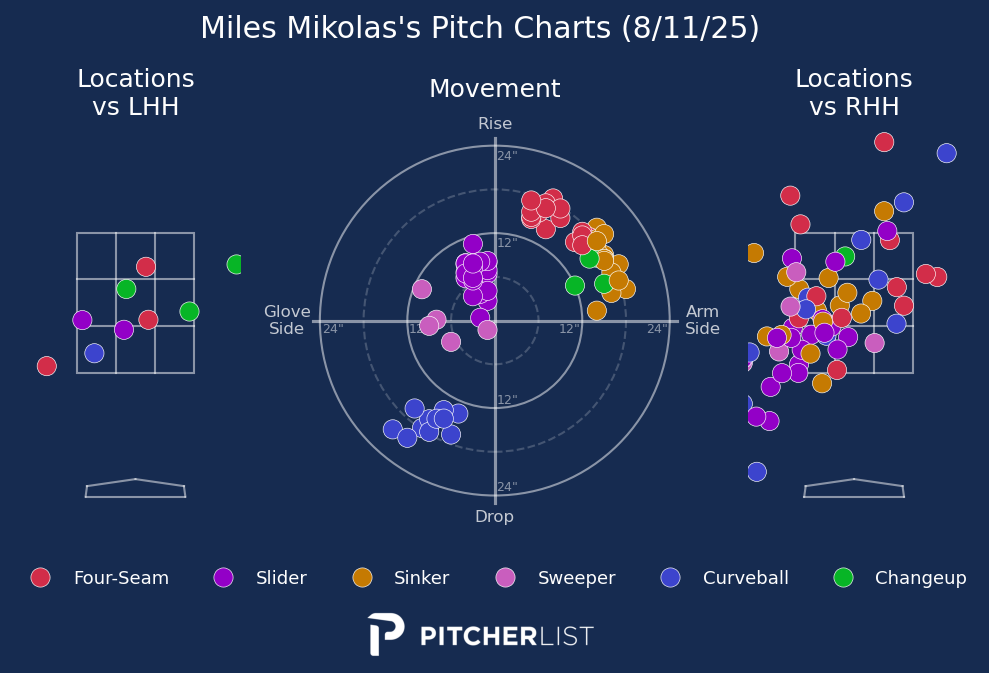 Miles Mikolas's Pitch Charts (8/11/25)
Locations
vs LHH
Movement
Locations
vs RHH
Rise
24"
12"
Glove
Side
24"
12"
24"
Arm
Side
12"
24"
Drop
Four-Seam
Slider
Sinker
Sweeper
Curveball
Changeup
PITCHERLIST